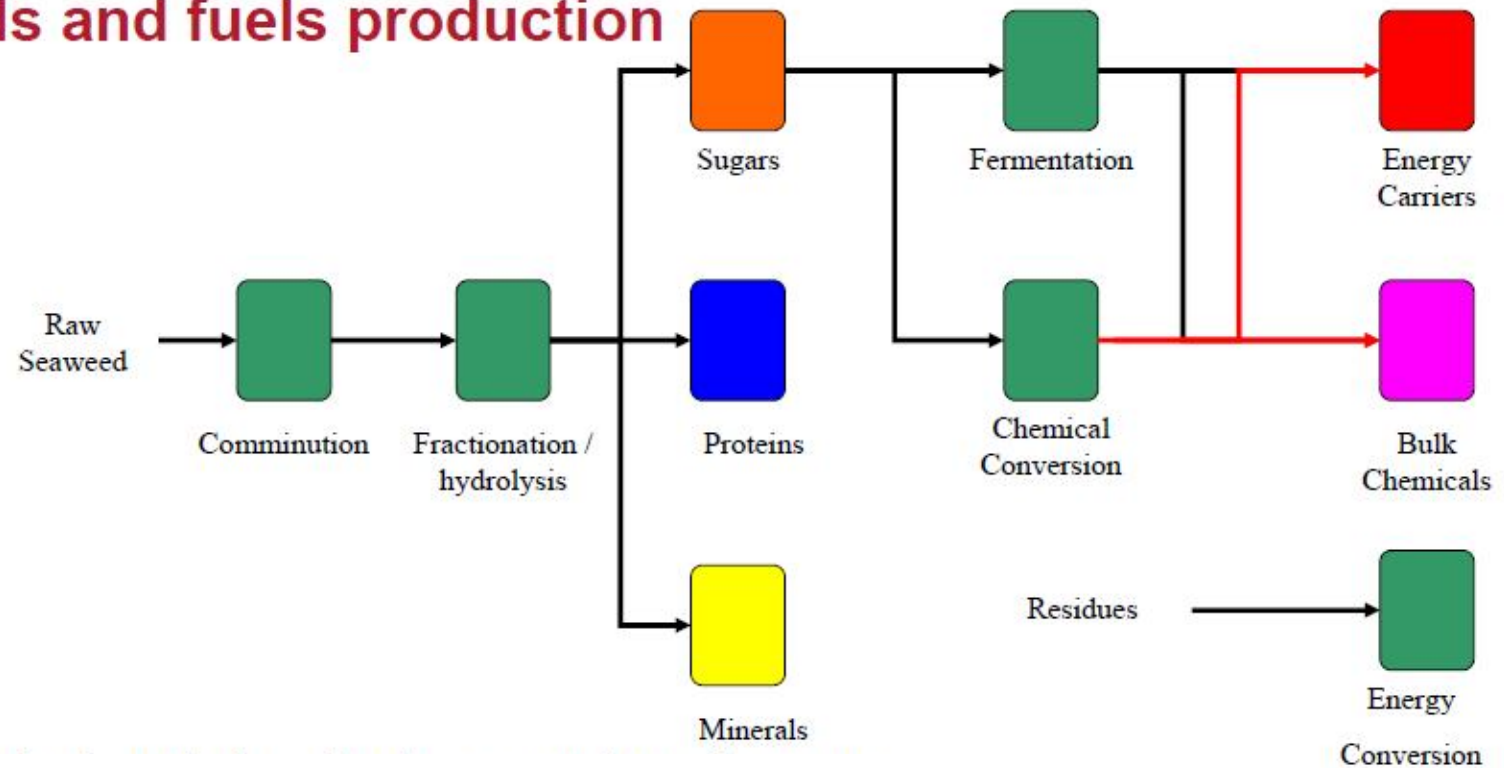 ls and fuels production
Sugars
Fermentation
Energy
Carriers
Raw
Seaweed
Comminution
Fractionation /
hydrolysis
Proteins
Chemical
Conversion
Bulk
Chemicals
Residues
Minerals
Energy
Conversion